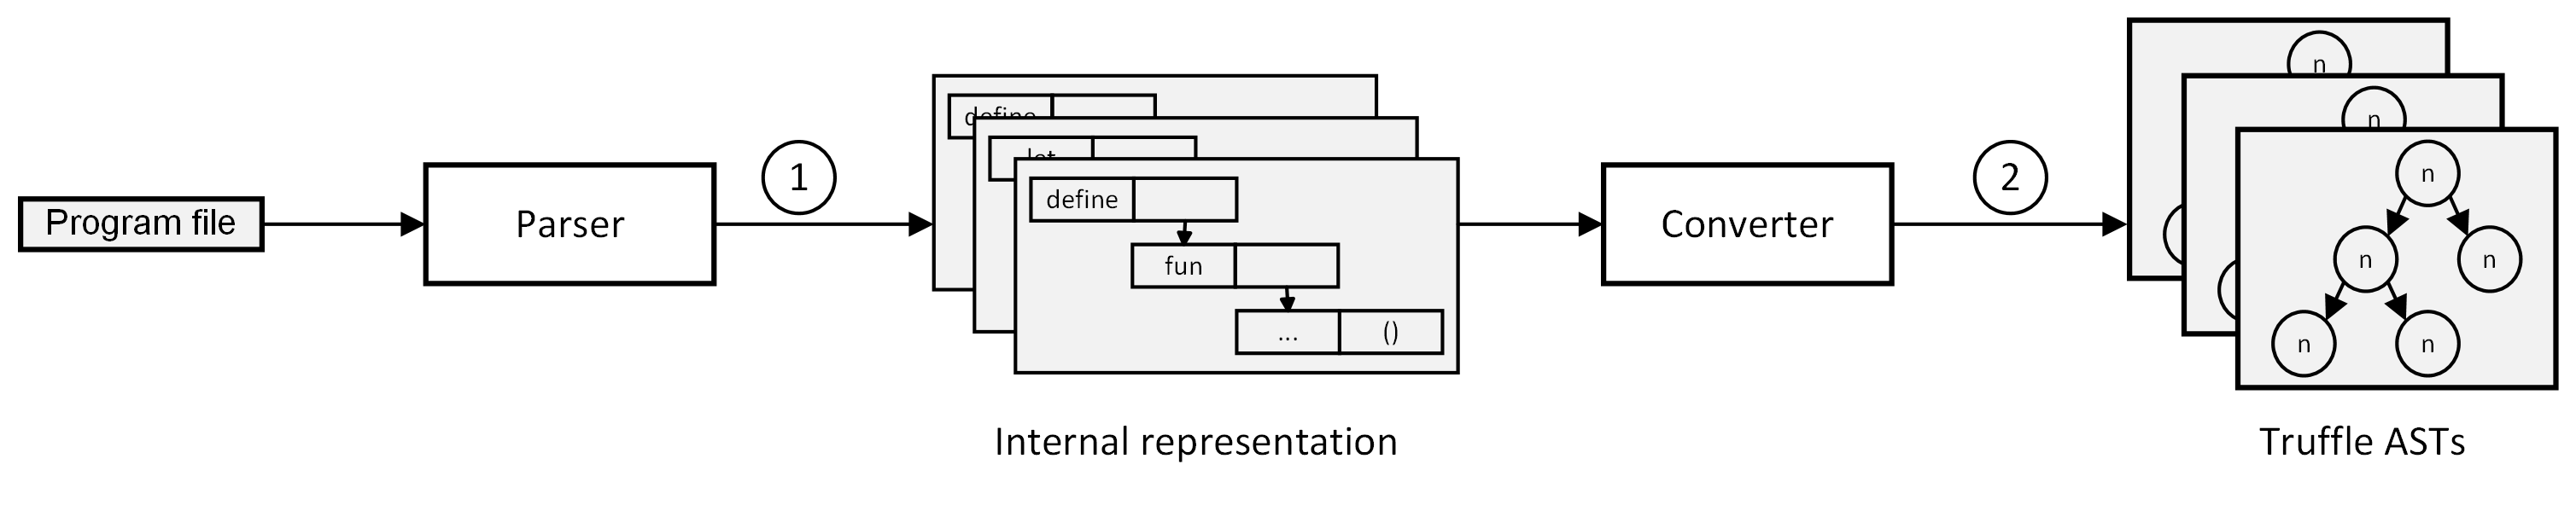 Program file
Parser
1
define
let
define
fun
... ()
Internal representation
Converter
2
n
n
n
n n
n n
Truffle ASTs